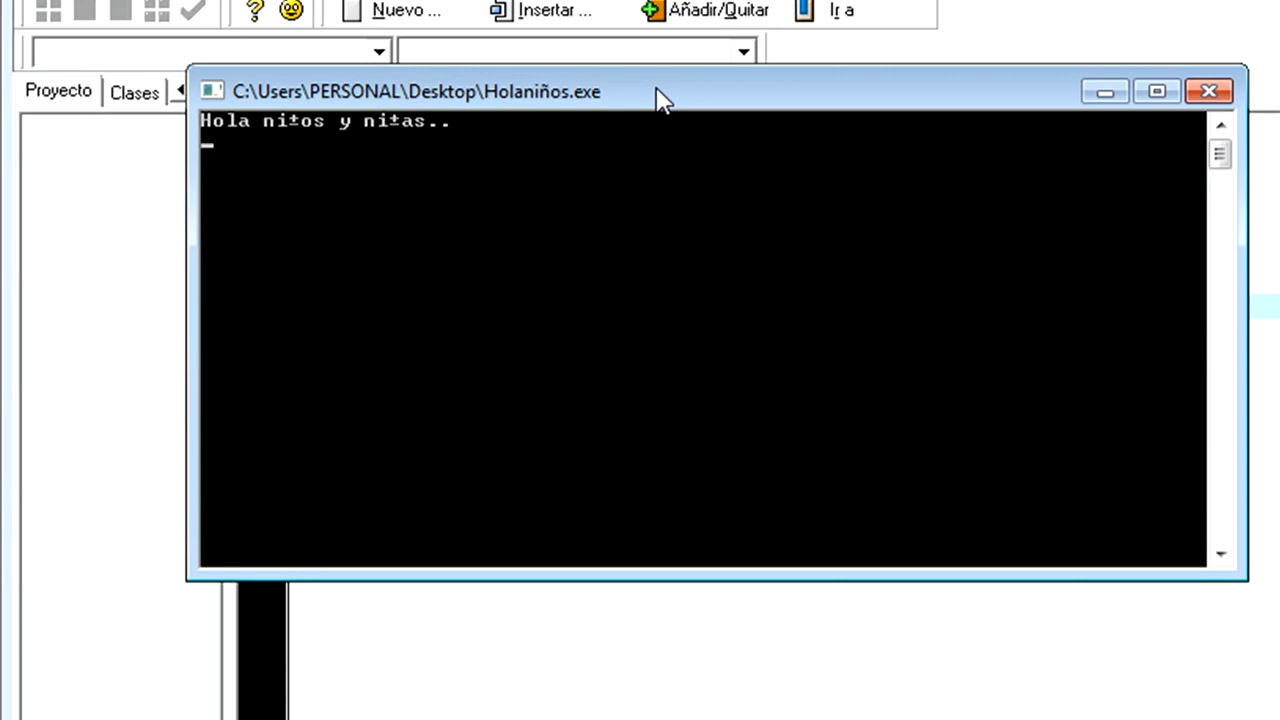 Nuevo ... Insertar ... Añadir/Quitar Ir a
Proyecto Clases
C:\Users\PERSONAL\Desktop\Holaniños.exe
Hola ni±os y ni±as..